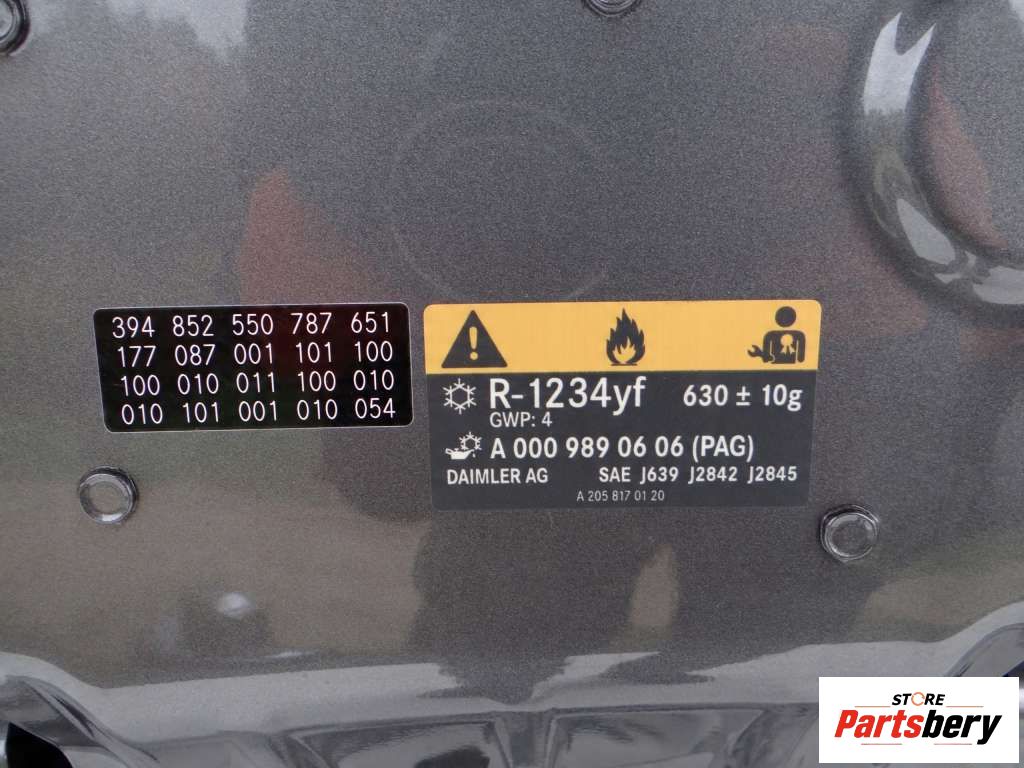 394 852 550 787 651
177 087 001 101 100
100 010 011 100 010
010 101 001 010 054
R-1234yf 630 ± 10g
GWP: 4
A 000 989 06 06 (PAG)
DAIMLER AG SAE J639 J2842 J2845
A 205 817 01 20
STORE
Partsbery